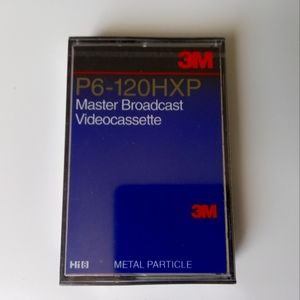 3M
P6-120HXP
Master Broadcast
Videocassette
3M
Hi8 METAL PARTICLE